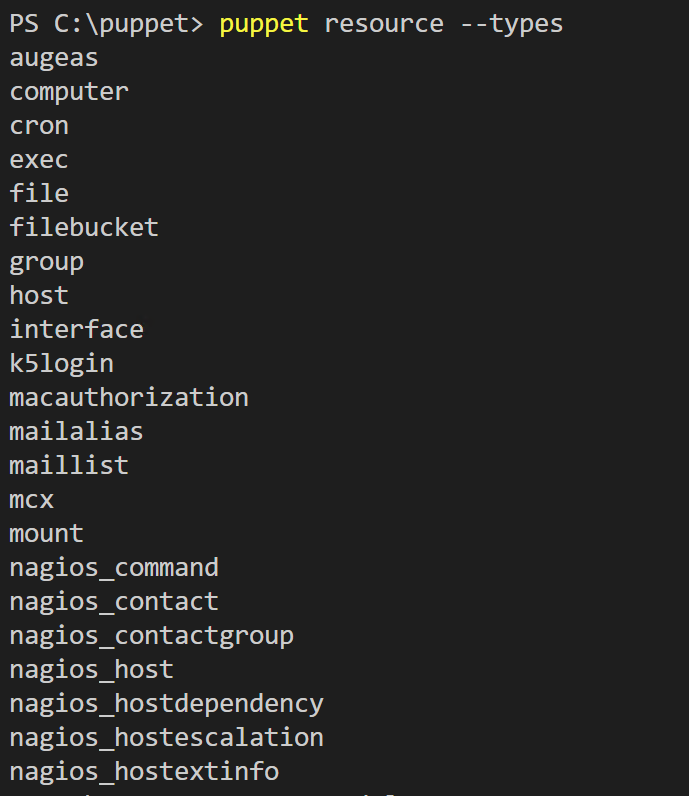 PS C:\puppet> puppet resource --types
augeas
computer
cron
exec
file
filebucket
group
host
interface
k5login
macauthorization
mailalias
maillist
mcx
mount
nagios_command
nagios_contact
nagios_contactgroup
nagios_host
nagios_hostdependency
nagios_hostescalation
nagios_hostextinfo